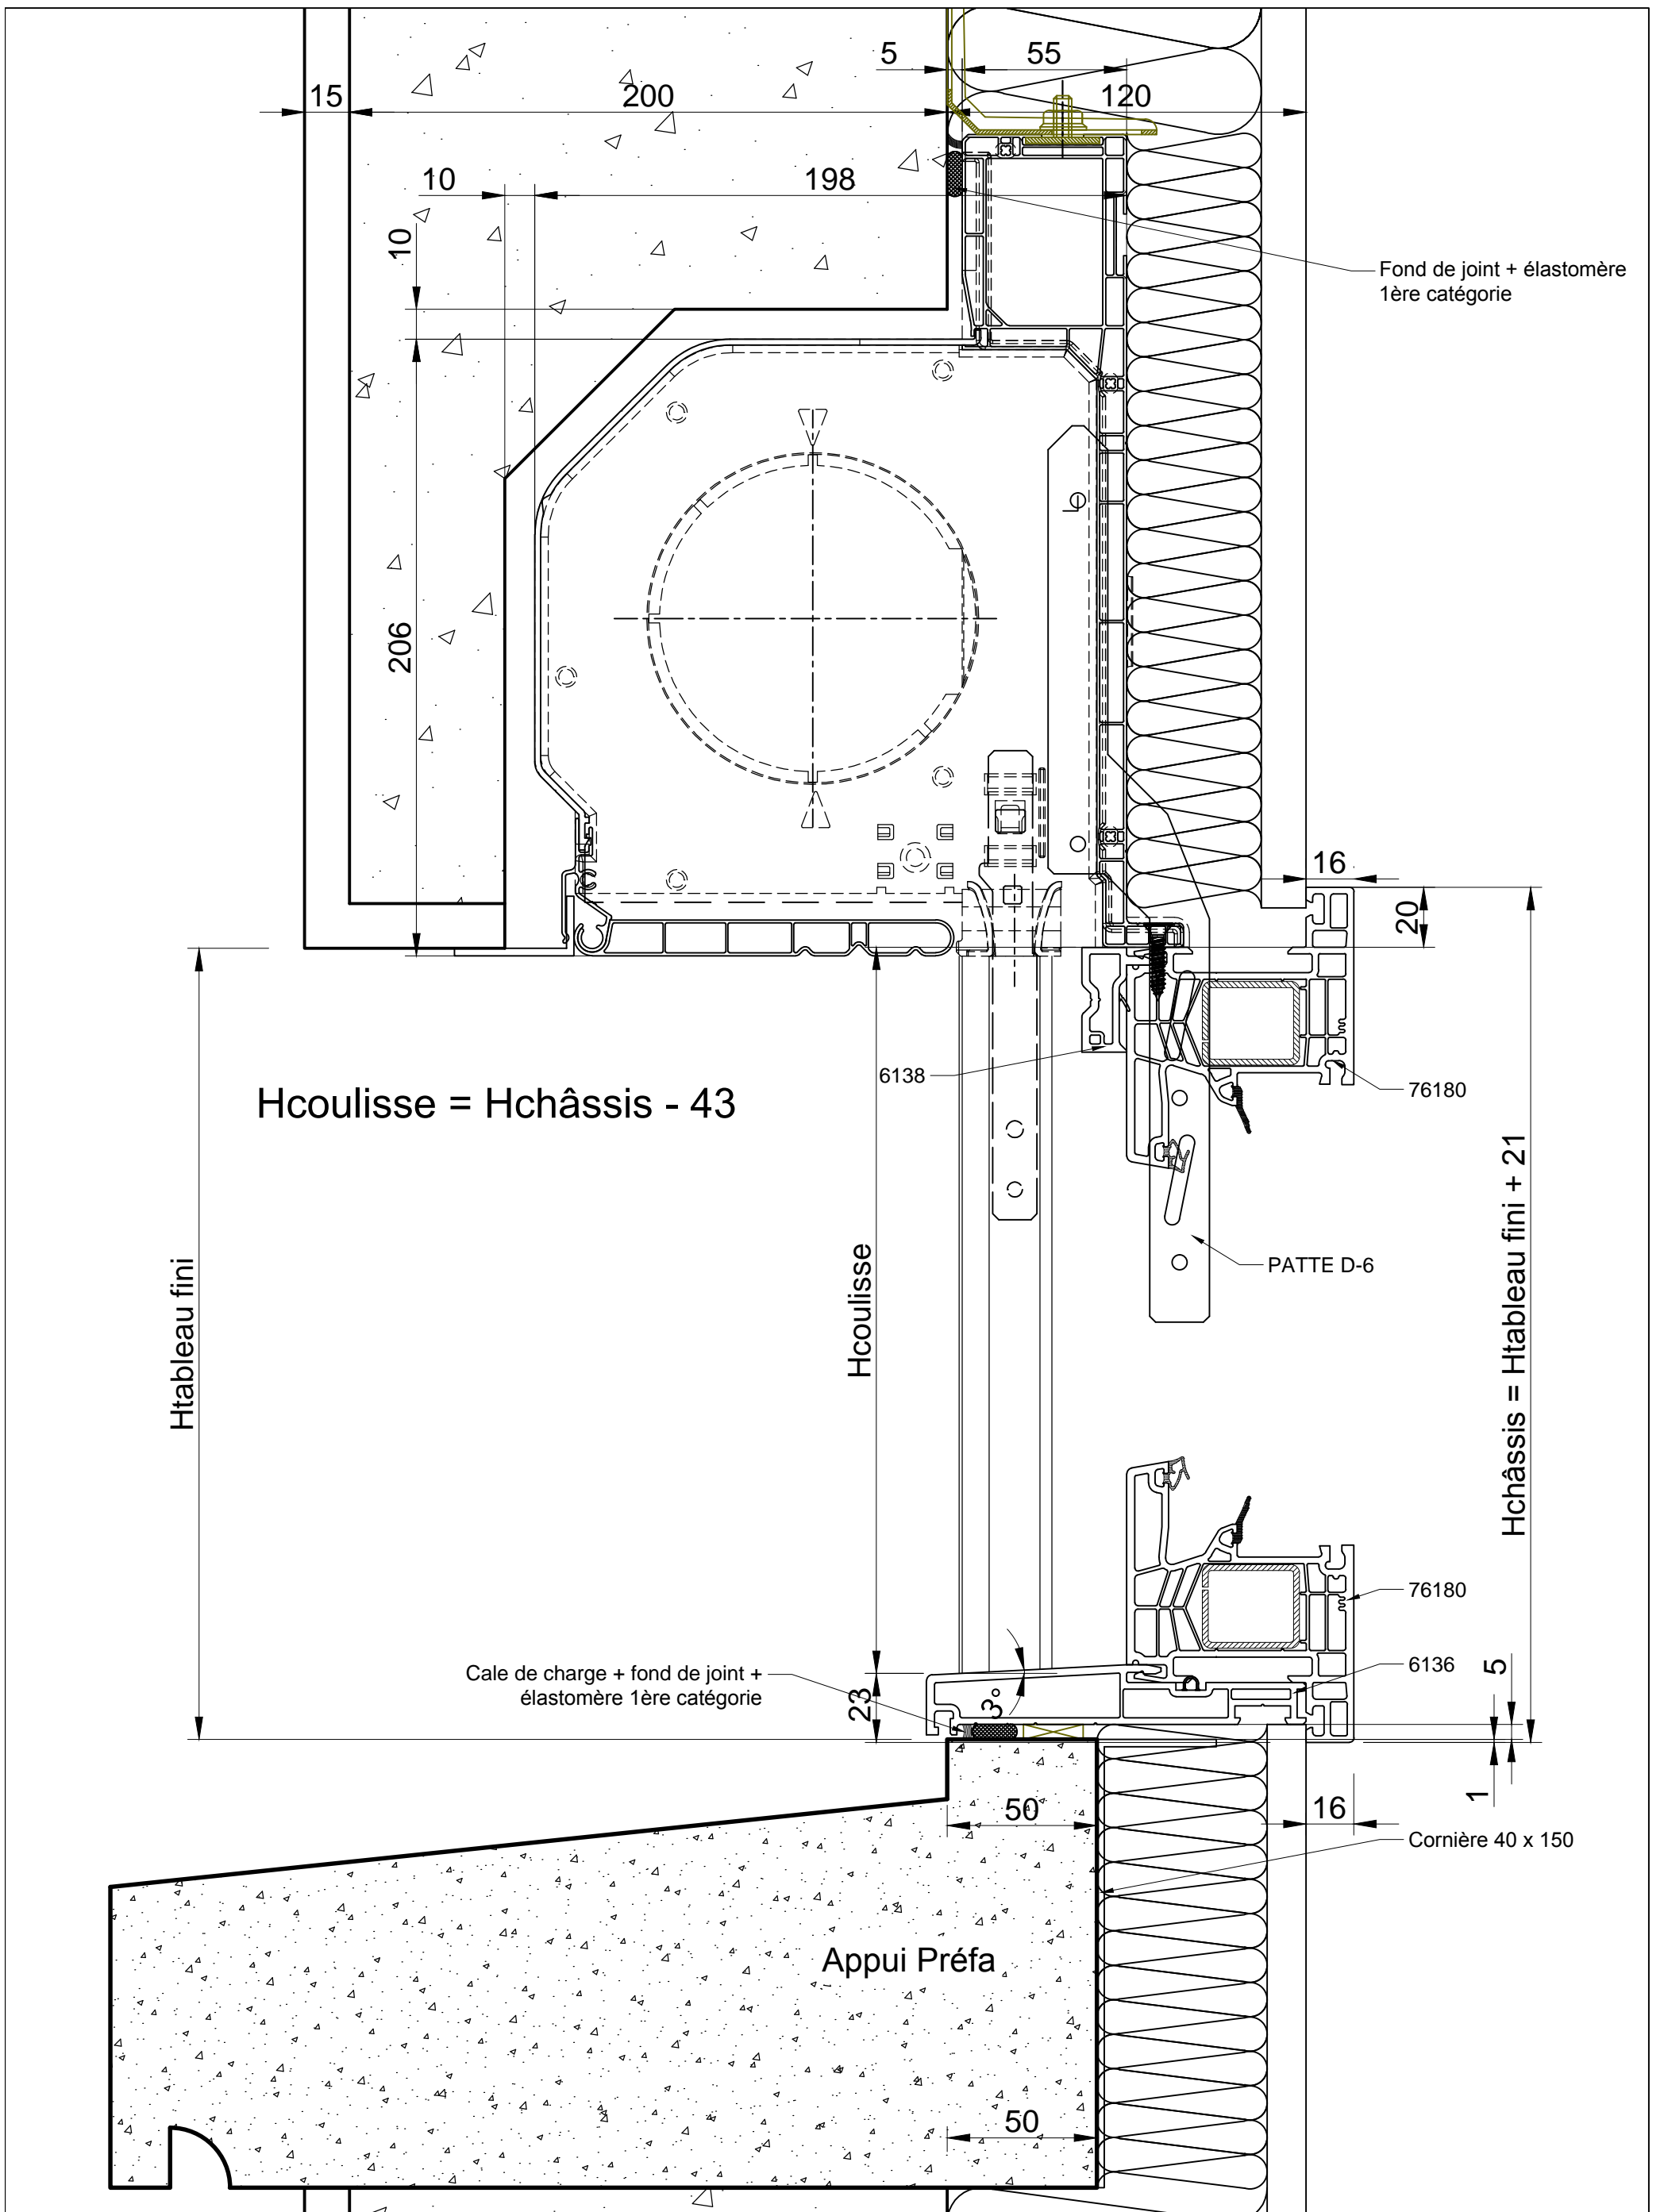 5
55
15
200
120
10
198
10
Fond de joint + élastomère
1ère catégorie
206
16
20
6138
76180
Hcoulisse = Hchâssis - 43
Htableau fini
Hcoulisse
PATTE D-6
Hchâssis = Htableau fini + 21
76180
Cale de charge + fond de joint +
élastomère 1ère catégorie
23
3°
6136
5
1
50
16
Cornière 40 x 150
Appui Préfa
50